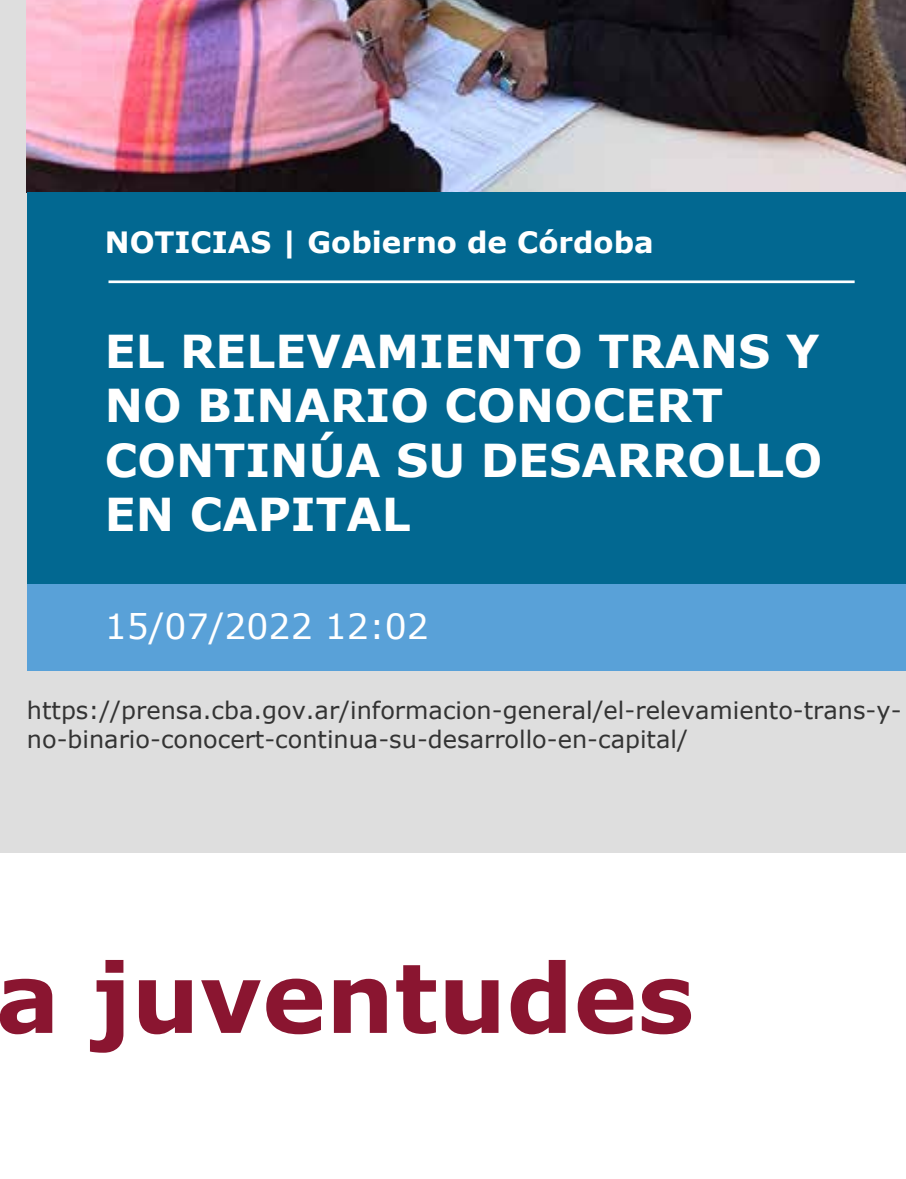 NOTICIAS | Gobierno de Córdoba
EL RELEVAMIENTO TRANS Y
NO BINARIO CONOCERT
CONTINÚA SU DESARROLLO
EN CAPITAL
15/07/2022 12:02
https://prensa.cba.gov.ar/informacion-general/el-relevamiento-trans-y-
no-binario-conocert-continua-su-desarrollo-en-capital/
a juventudes